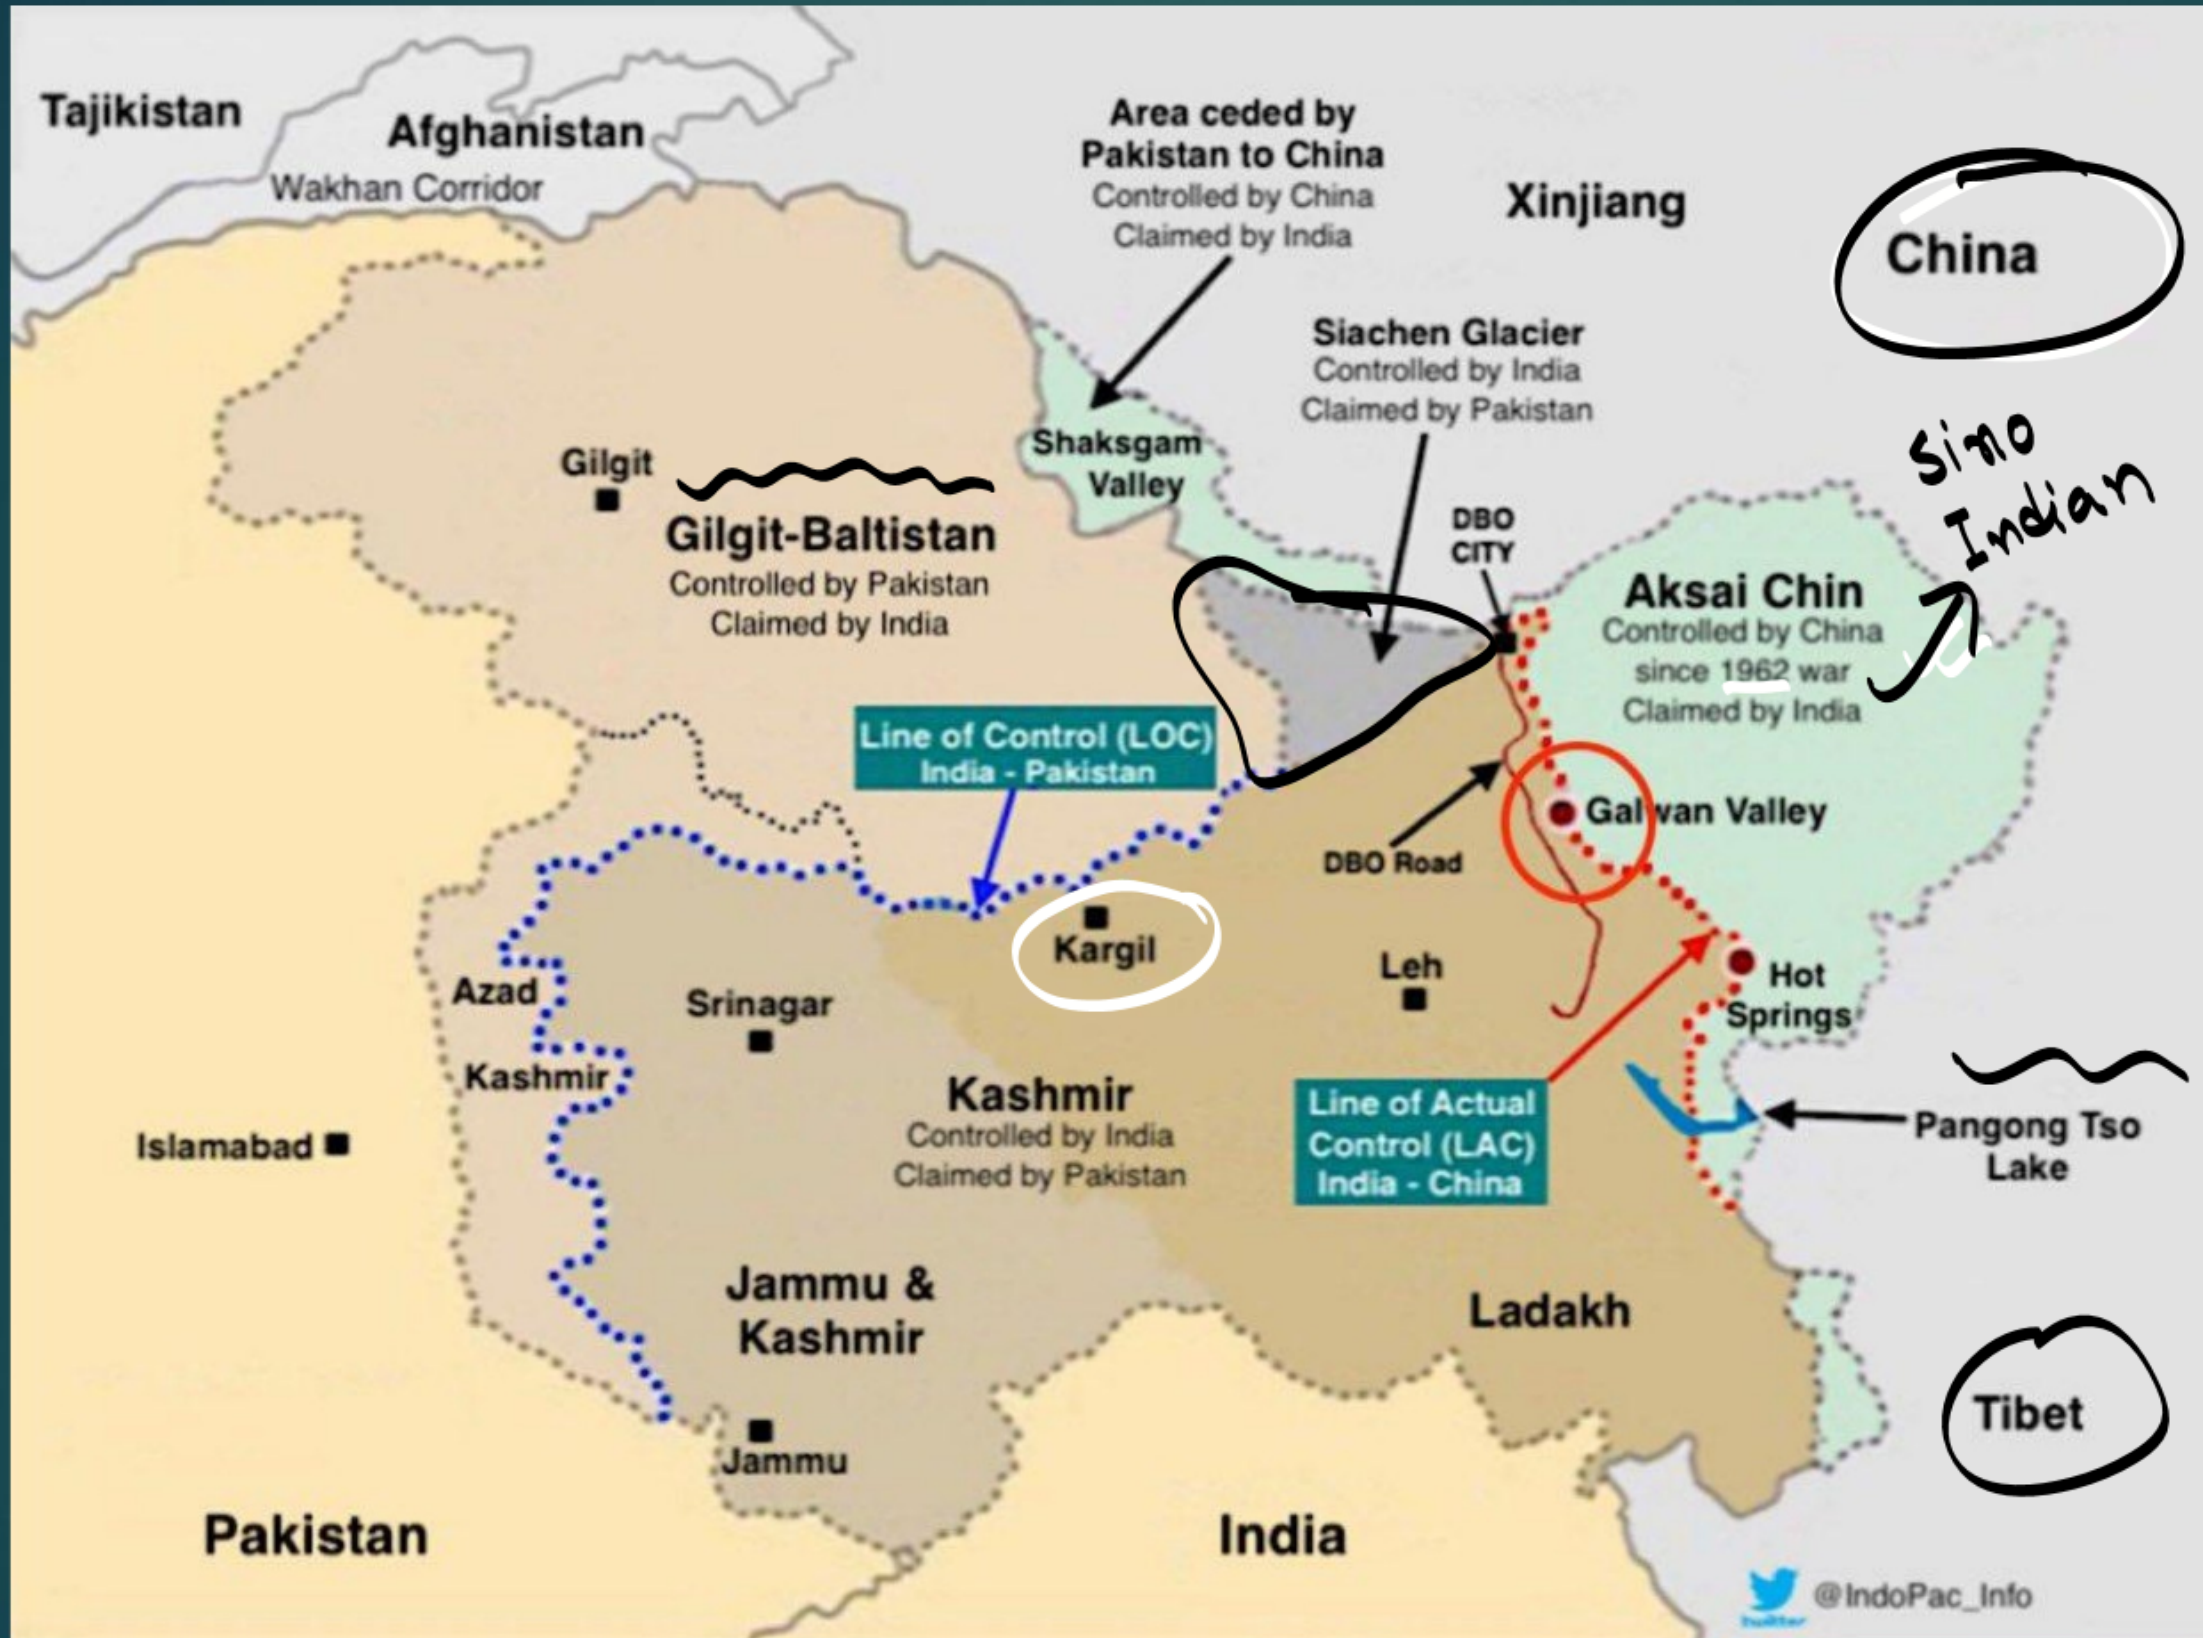 Tajikistan
Afghanistan
Wakhan Corridor
Area ceded by
Pakistan to China
Controlled by China
Claimed by India
Xinjiang
China
Siachen Glacier
Controlled by India
Claimed by Pakistan
Sino
Indian
Shaksgam
Valley
Gilgit
Gilgit-Baltistan
Controlled by Pakistan
Claimed by India
DBO
CITY
Aksai Chin
Controlled by China
since 1962 war
Claimed by India
Line of Control (LOC)
India - Pakistan
Galwan Valley
DBO Road
Kargil
Leh
Hot
Springs
Azad
Kashmir
Srinagar
Kashmir
Controlled by India
Claimed by Pakistan
Line of Actual
Control (LAC)
India - China
Pangong Tso
Lake
Islamabad
Jammu &
Kashmir
Ladakh
Tibet
Jammu
Pakistan
India
twitter
@IndoPac_Info